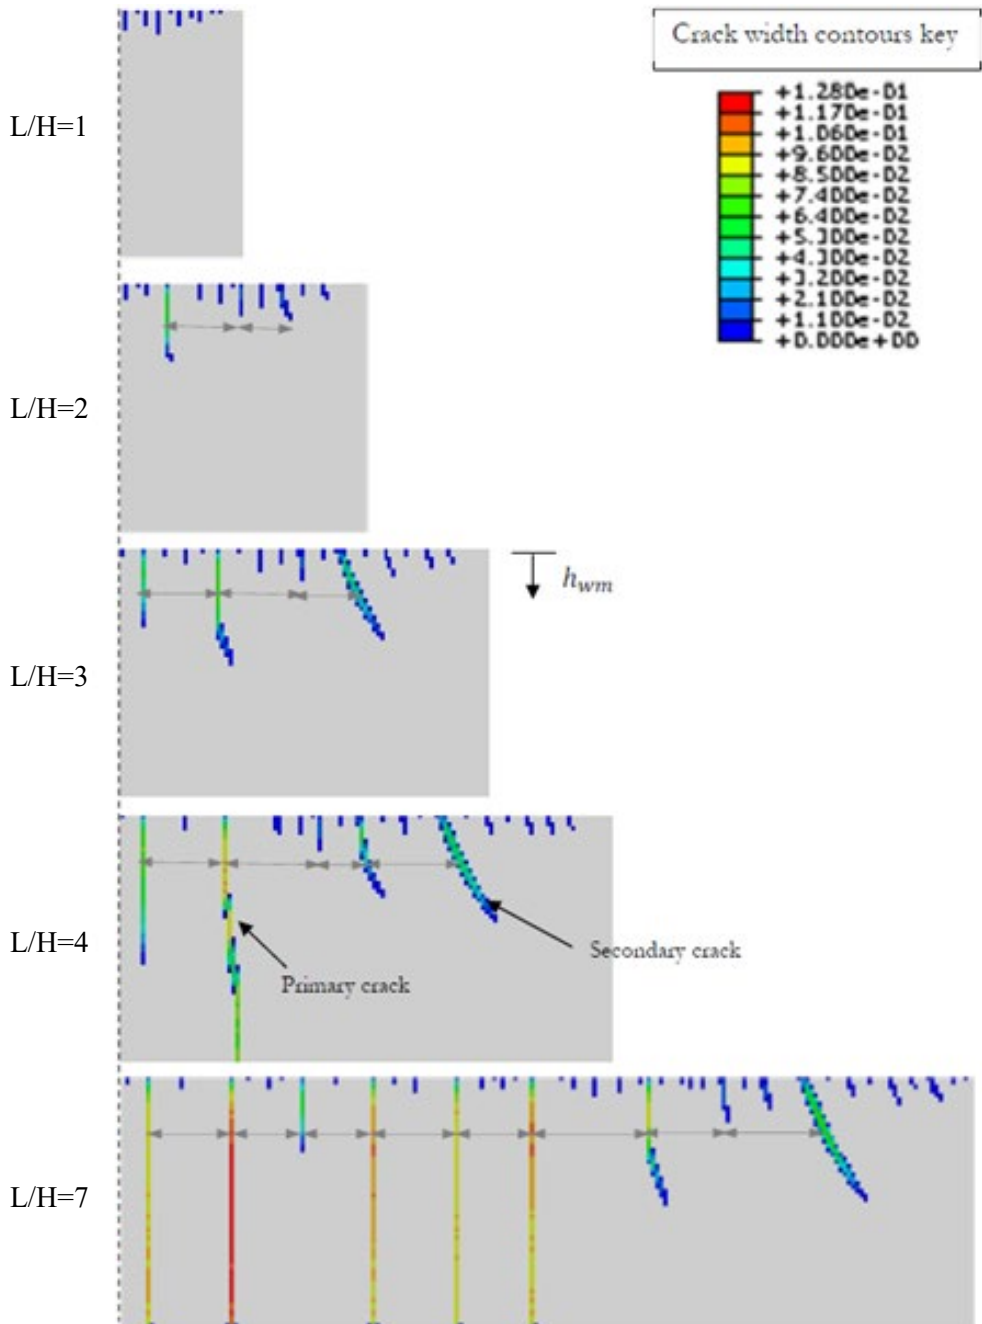 Crack width contours key
+1.280e-01
+1.170e-01
+1.060e-01
+9.600e-02
+8.500e-02
+7.400e-02
+6.400e-02
+5.300e-02
+4.300e-02
+3.200e-02
+2.100e-02
+1.100e-02
+0.000e+00
L/H=1
L/H=2
L/H=3
h_wm
L/H=4
Primary crack
Secondary crack
L/H=7